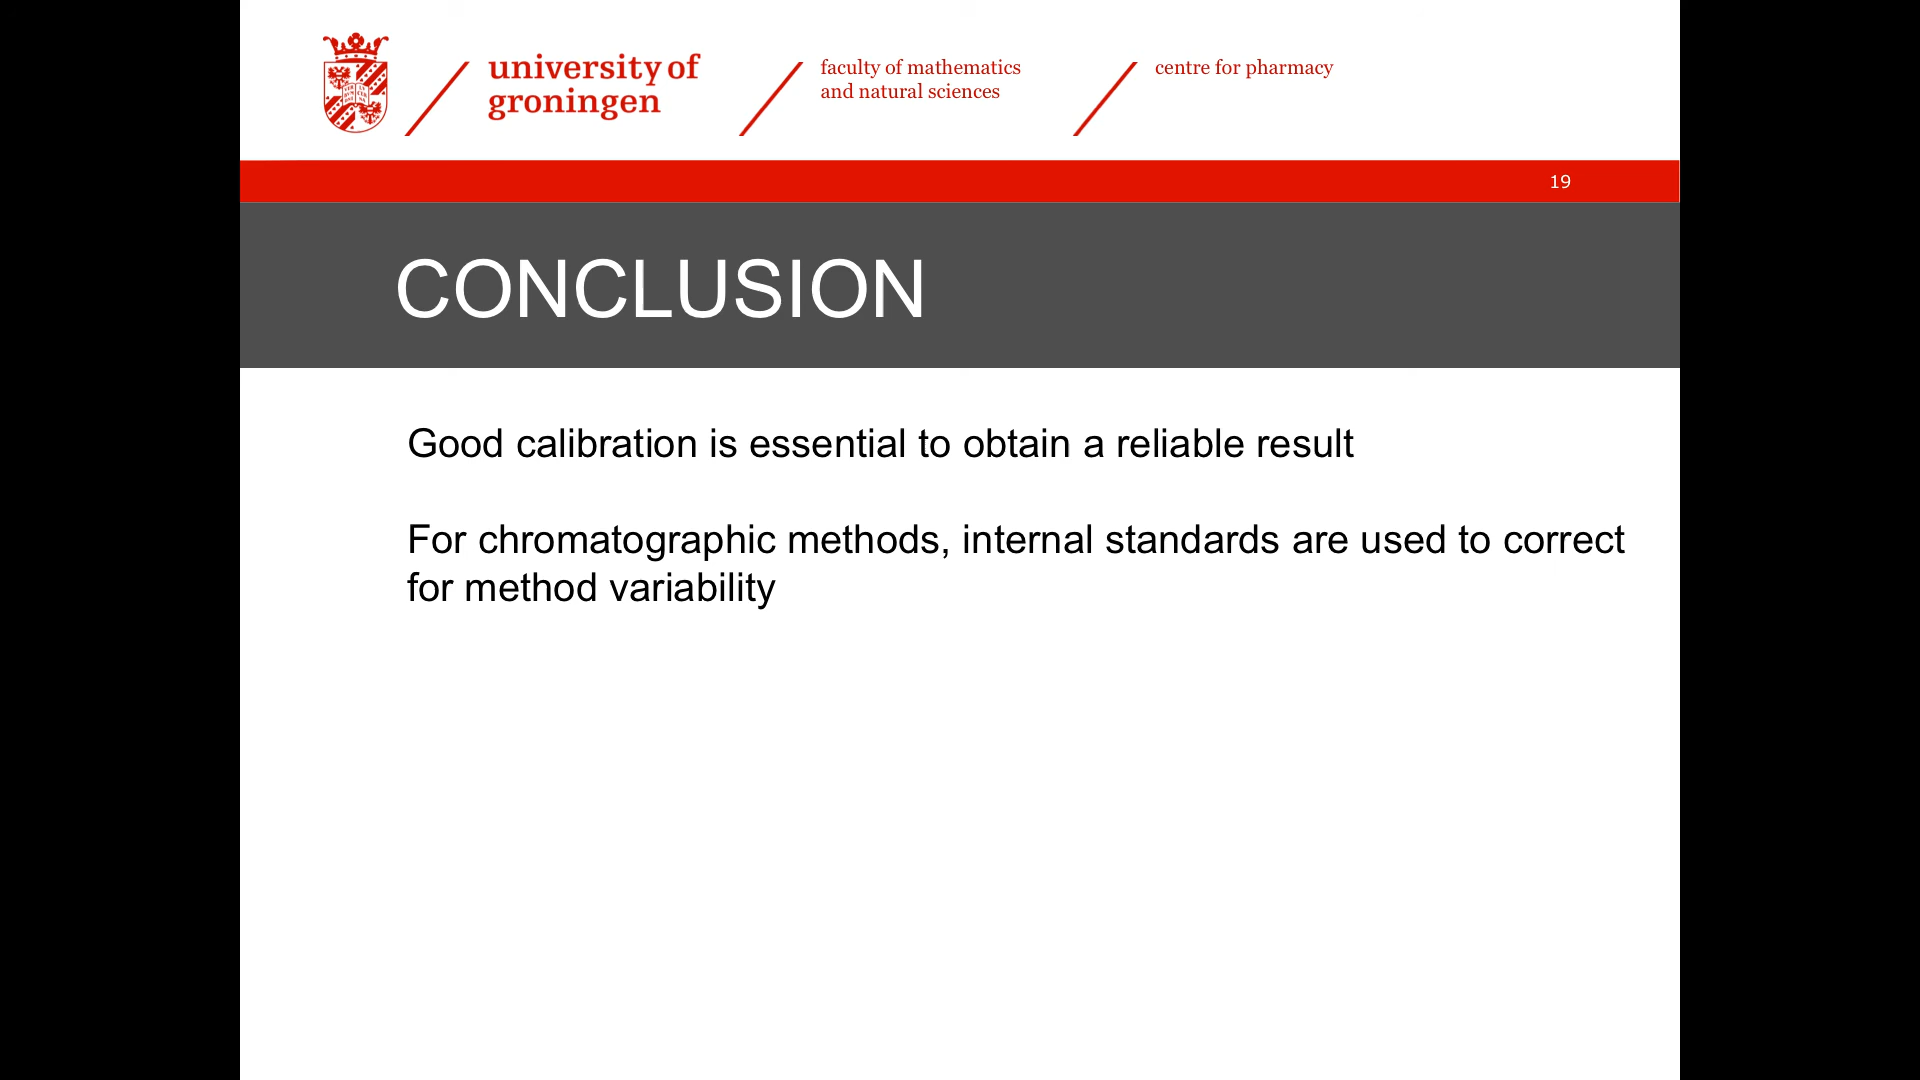 university of
groningen
faculty of mathematics
and natural sciences
centre for pharmacy
19
CONCLUSION
Good calibration is essential to obtain a reliable result
For chromatographic methods, internal standards are used to correct
for method variability